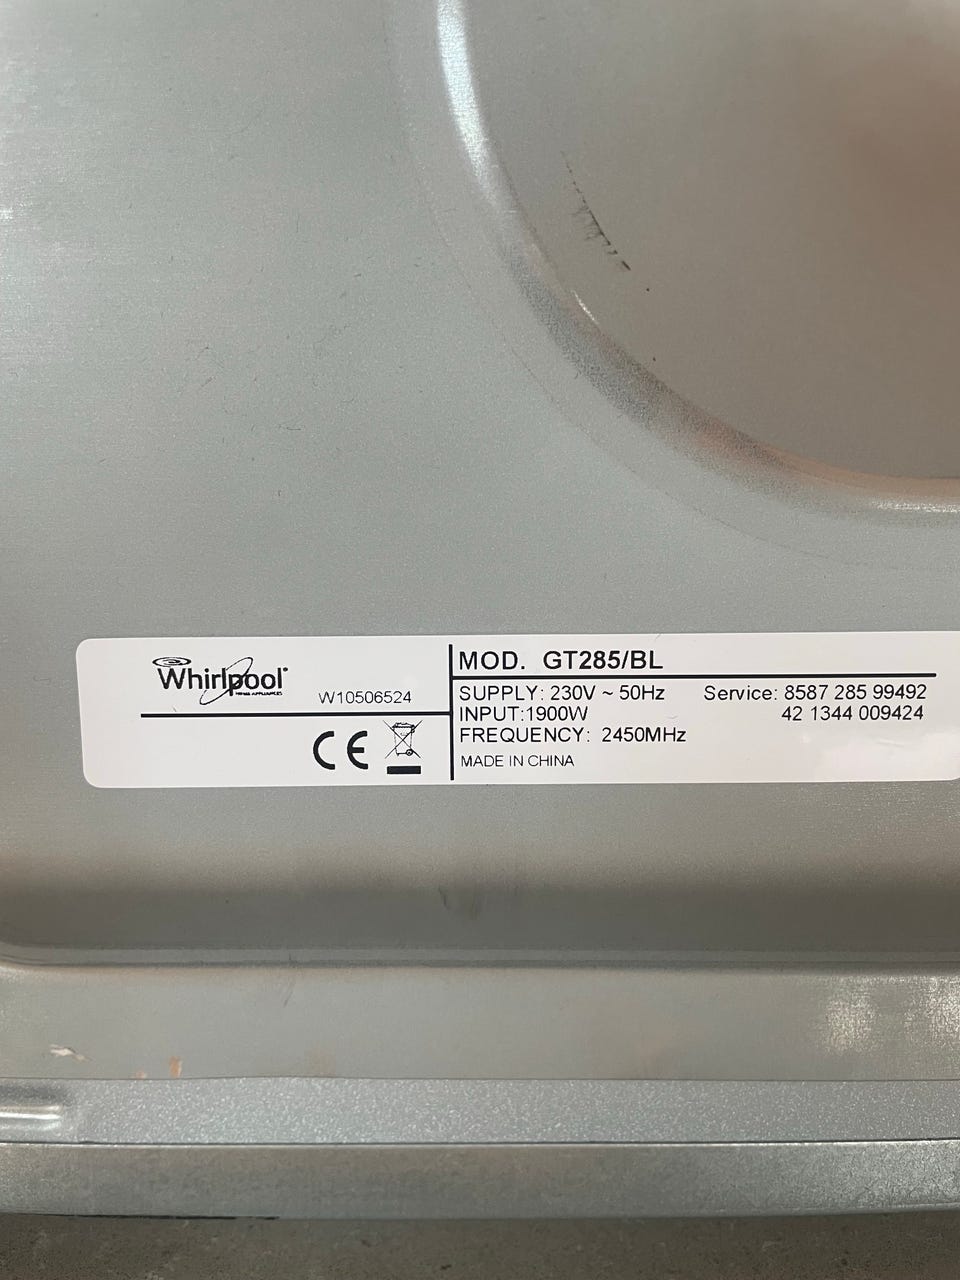 Whirlpool
W10506524
CE
MOD. GT285/BL
SUPPLY: 230V ~ 50Hz Service: 8587 285 99492
INPUT:1900W 42 1344 009424
FREQUENCY: 2450MHz
MADE IN CHINA